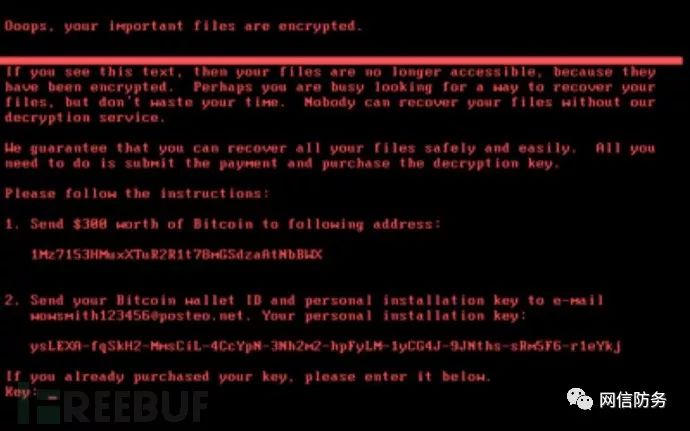 Ooops, your important files are encrypted.
If you see this text, then your files are no longer accessible, because they
have been encrypted. Perhaps you are busy looking for a way to recover your
files, but don't waste your time. Nobody can recover your files without our
decryption service.
We guarantee that you can recover all your files safely and easily. All you
need to do is submit the payment and purchase the decryption key.
Please follow the instructions:
1. Send $300 worth of Bitcoin to following address:
1Mz7153HMuxXTuR2R1t78mGSdzaAtNbBWX
2. Send your Bitcoin wallet ID and personal installation key to e-mail
wowsmith123456@posteo.net. Your personal installation key:
ysLEXA-fqSkH2-MmsCiL-4CcYpN-3Nh2m2-hpFyLM-1yCG4J-9JNths-sRm5F6-r1eYkj
If you already purchased your key, please enter it below.
Key: _
FREEBUF
网信防务